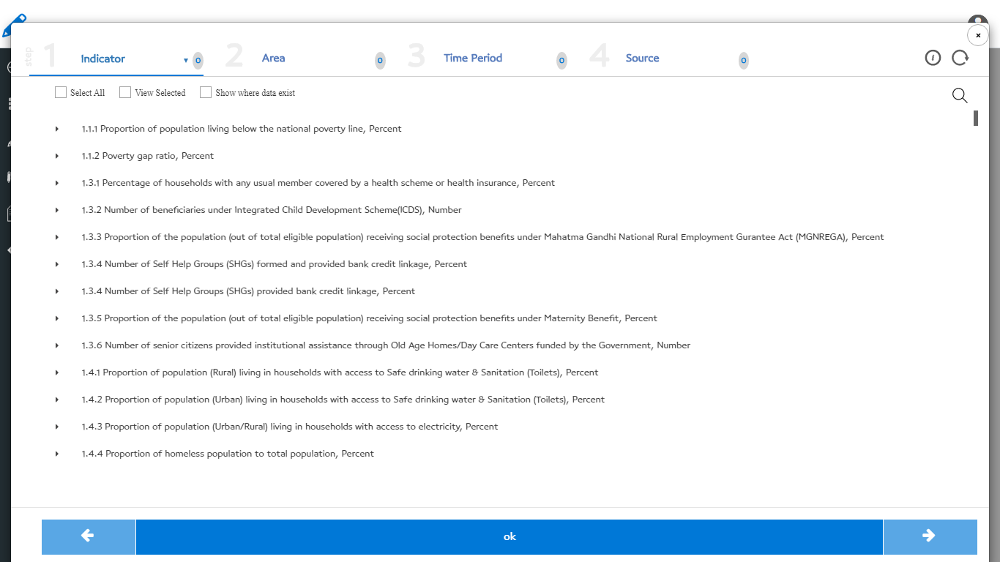 step 1 Indicator ▼ 0 2 Area 0 3 Time Period 0 4 Source 0
Select All View Selected Show where data exist
1.1.1 Proportion of population living below the national poverty line, Percent
1.1.2 Poverty gap ratio, Percent
1.3.1 Percentage of households with any usual member covered by a health scheme or health insurance, Percent
1.3.2 Number of beneficiaries under Integrated Child Development Scheme(ICDS), Number
1.3.3 Proportion of the population (out of total eligible population) receiving social protection benefits under Mahatma Gandhi National Rural Employment Gurantee Act (MGNREGA), Percent
1.3.4 Number of Self Help Groups (SHGs) formed and provided bank credit linkage, Percent
1.3.4 Number of Self Help Groups (SHGs) provided bank credit linkage, Percent
1.3.5 Proportion of the population (out of total eligible population) receiving social protection benefits under Maternity Benefit, Percent
1.3.6 Number of senior citizens provided institutional assistance through Old Age Homes/Day Care Centers funded by the Government, Number
1.4.1 Proportion of population (Rural) living in households with access to Safe drinking water & Sanitation (Toilets), Percent
1.4.2 Proportion of population (Urban) living in households with access to Safe drinking water & Sanitation (Toilets), Percent
1.4.3 Proportion of population (Urban/Rural) living in households with access to electricity, Percent
1.4.4 Proportion of homeless population to total population, Percent
ok